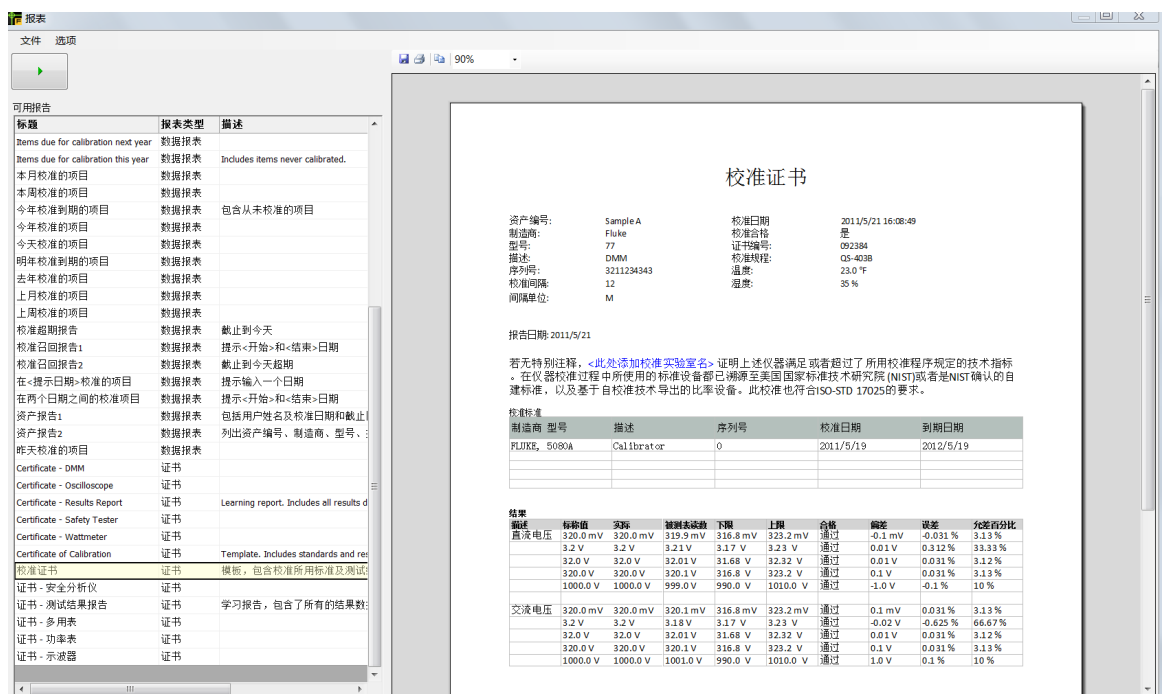 报表
文件 选项
90%
可用报告
标题 报表类型 描述
Items due for calibration next year 数据报表
Items due for calibration this year 数据报表 Includes items never calibrated.
本月校准的项目 数据报表
本周校准的项目 数据报表
今年校准到期的项目 数据报表 包含从未校准的项目
今年校准的项目 数据报表
今天校准的项目 数据报表
明年校准到期的项目 数据报表
去年校准的项目 数据报表
上月校准的项目 数据报表
上周校准的项目 数据报表
校准超期报告 数据报表 截止到今天
校准召回报告1 数据报表 提示<开始>和<结束>日期
校准召回报告2 数据报表 截止到今天超期
在<提示日期>校准的项目 数据报表 提示输入一个日期
在两个日期之间的校准项目 数据报表 提示<开始>和<结束>日期
资产报告1 数据报表 包括用户姓名及校准日期和截止
资产报告2 数据报表 列出资产编号、制造商、型号、
昨天校准的项目 数据报表
Certificate - DMM 证书
Certificate - Oscilloscope 证书
Certificate - Results Report 证书 Learning report. Includes all results d
Certificate - Safety Tester 证书
Certificate - Wattmeter 证书
Certificate of Calibration 证书 Template. Includes standards and res
校准证书 证书 模板，包含校准所用标准及测试
证书 - 安全分析仪 证书
证书 - 测试结果报告 证书 学习报告，包含了所有的结果数
证书 - 多用表 证书
证书 - 功率表 证书
证书 - 示波器 证书
校准证书
资产编号: Sample A 校准日期 2011/5/21 16:08:49
制造商: Fluke 校准合格 是
型号: 77 证书编号: 092384
描述: DMM 校准规程: QS-403B
序列号: 3211234343 温度: 23.0 °F
校准间隔: 12 湿度: 35 %
间隔单位: M
报告日期: 2011/5/21
若无特别注释，<此处添加校准实验室名> 证明上述仪器满足或者超过了所用校准程序规定的技术指标
。在仪器校准过程中所使用的标准设备都已溯源至美国国家标准技术研究院 (NIST)或者是NIST确认的自
建标准，以及基于自校准技术导出的比率设备。此校准也符合ISO-STD 17025的要求。
校准标准
制造商 型号 描述 序列号 校准日期 到期日期
FLUKE, 5080A Calibrator 0 2011/5/19 2012/5/19
结果
描述 标称值 实际 被测表读数 下限 上限 合格 偏差 误差 允差百分比
直流电压 320.0 mV 320.0 mV 319.9 mV 316.8 mV 323.2 mV 通过 -0.1 mV -0.031 % 3.13 %
3.2 V 3.2 V 3.21 V 3.17 V 3.23 V 通过 0.01 V 0.312 % 33.33 %
32.0 V 32.0 V 32.01 V 31.68 V 32.32 V 通过 0.01 V 0.031 % 3.12 %
320.0 V 320.0 V 320.1 V 316.8 V 323.2 V 通过 0.1 V 0.031 % 3.13 %
1000.0 V 1000.0 V 999.0 V 990.0 V 1010.0 V 通过 -1.0 V -0.1 % 10 %
交流电压 320.0 mV 320.0 mV 320.1 mV 316.8 mV 323.2 mV 通过 0.1 mV 0.031 % 3.13 %
3.2 V 3.2 V 3.18 V 3.17 V 3.23 V 通过 -0.02 V -0.625 % 66.67 %
32.0 V 32.0 V 32.01 V 31.68 V 32.32 V 通过 0.01 V 0.031 % 3.12 %
320.0 V 320.0 V 320.1 V 316.8 V 323.2 V 通过 0.1 V 0.031 % 3.13 %
1000.0 V 1000.0 V 1001.0 V 990.0 V 1010.0 V 通过 1.0 V 0.1 % 10 %